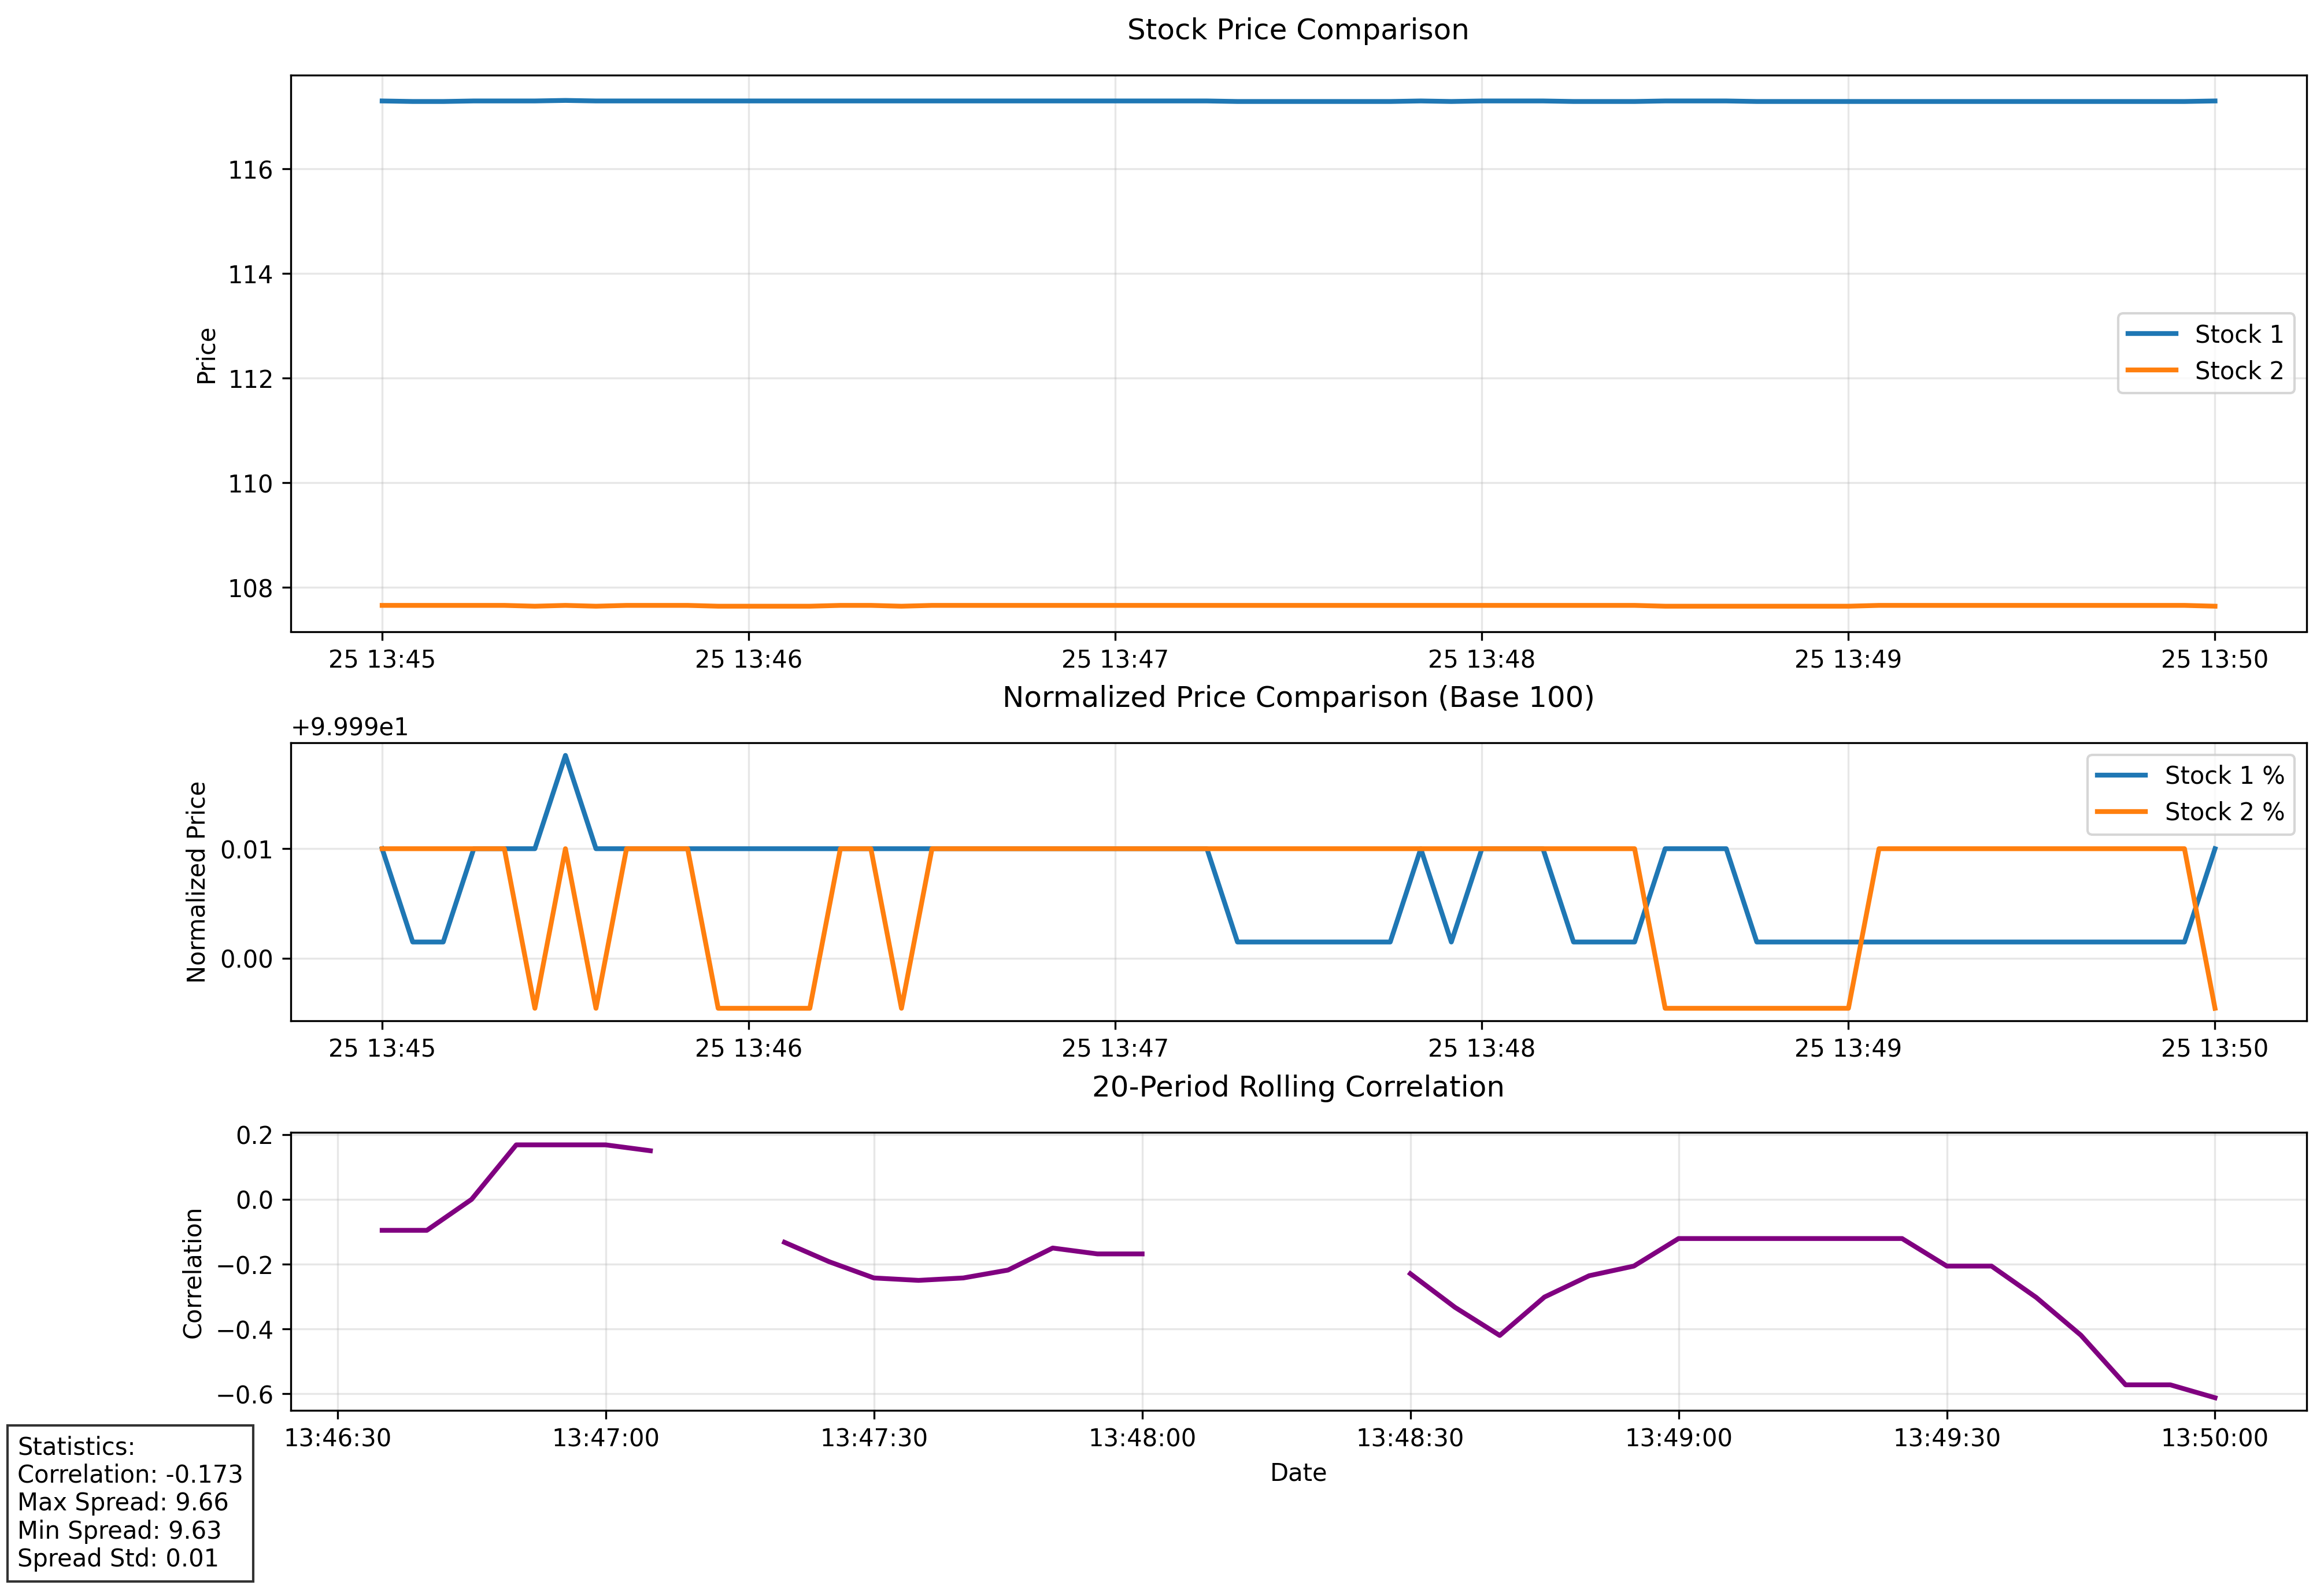 Stock Price Comparison
Price
116
114
112
110
108
Stock 1
Stock 2
25 13:45
25 13:46
25 13:47
25 13:48
25 13:49
25 13:50
Normalized Price Comparison (Base 100)
+9.999e1
Normalized Price
0.01
0.00
Stock 1 %
Stock 2 %
25 13:45
25 13:46
25 13:47
25 13:48
25 13:49
25 13:50
20-Period Rolling Correlation
Correlation
0.2
0.0
−0.2
−0.4
−0.6
13:46:30
13:47:00
13:47:30
13:48:00
13:48:30
13:49:00
13:49:30
13:50:00
Date
Statistics:
Correlation: -0.173
Max Spread: 9.66
Min Spread: 9.63
Spread Std: 0.01